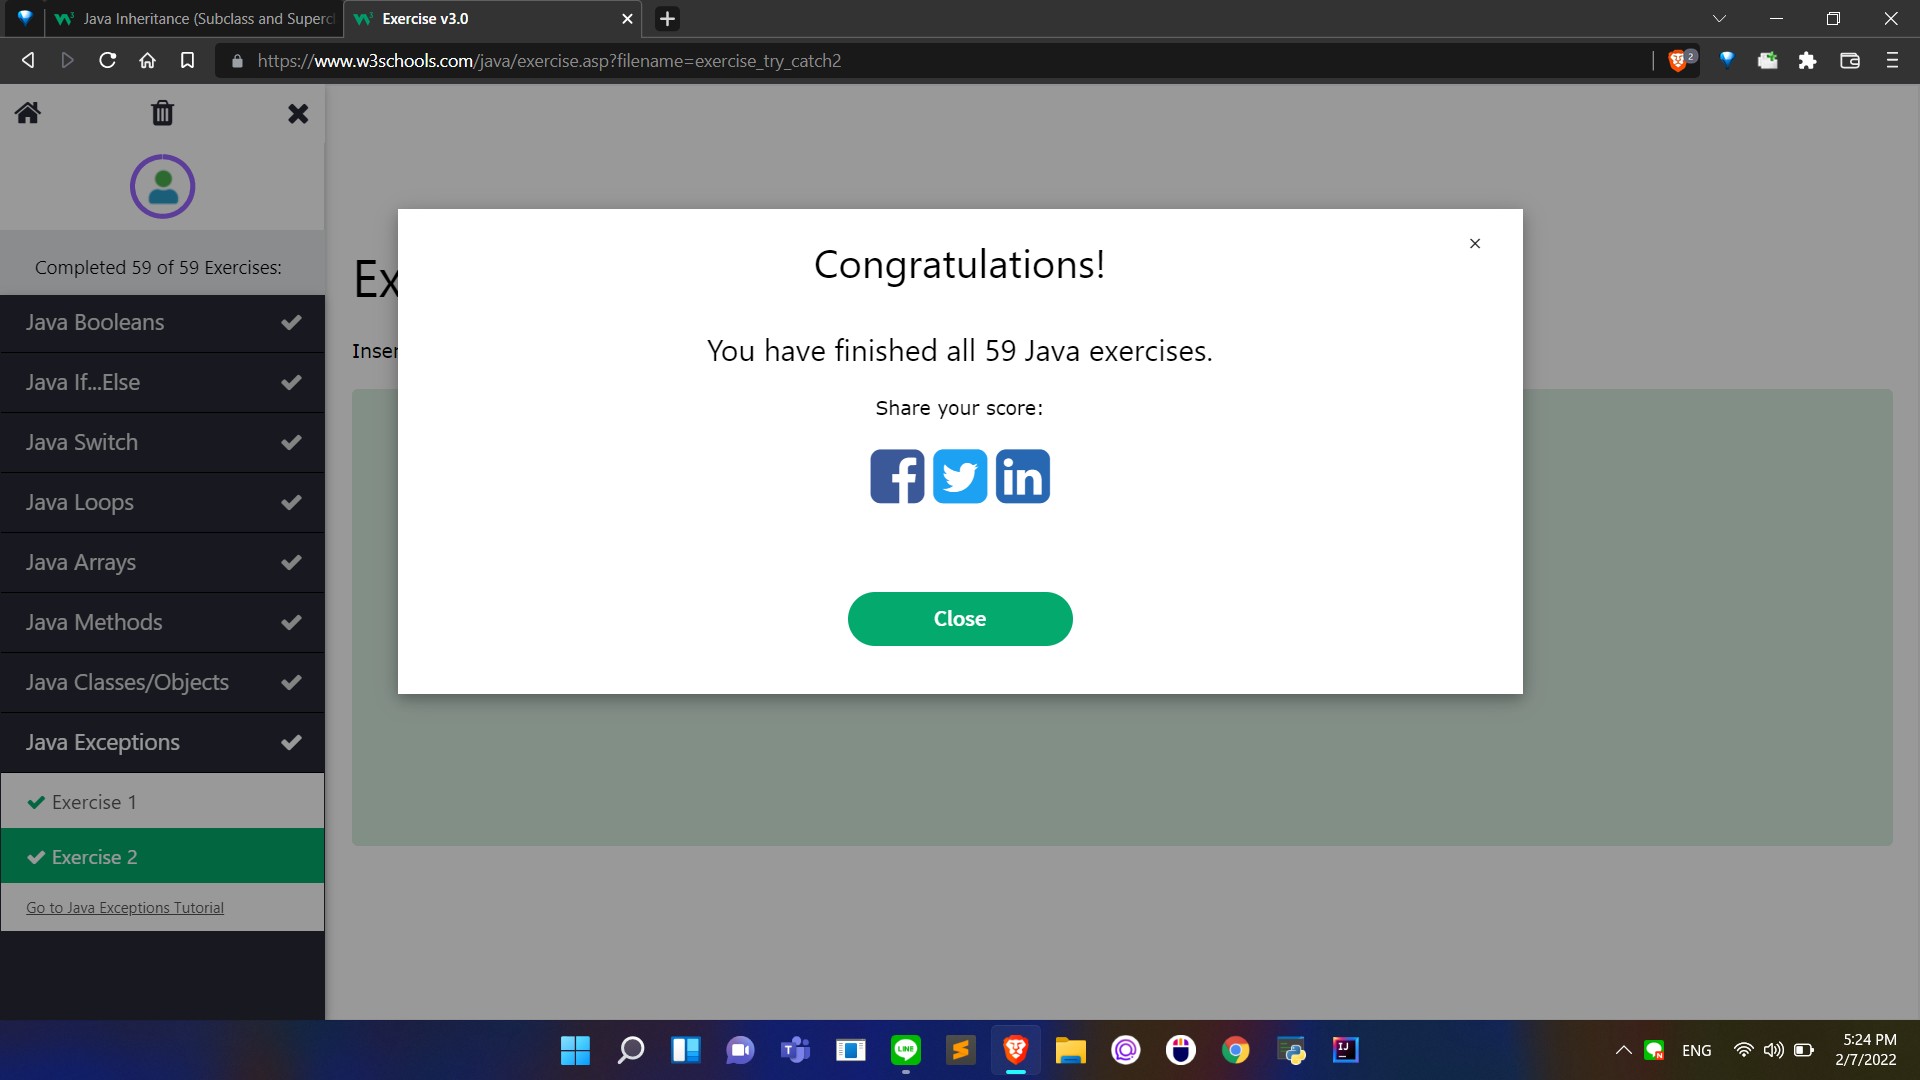 Java Inheritance (Subclass and Superc
Exercise v3.0
https://www.w3schools.com/java/exercise.asp?filename=exercise_try_catch2
2
Completed 59 of 59 Exercises:
Java Booleans
Java If...Else
Java Switch
Java Loops
Java Arrays
Java Methods
Java Classes/Objects
Java Exceptions
Exercise 1
Exercise 2
Go to Java Exceptions Tutorial
Ex
Inser
Congratulations!
You have finished all 59 Java exercises.
Share your score:
Close
LINE
IJ
ENG
5:24 PM
2/7/2022